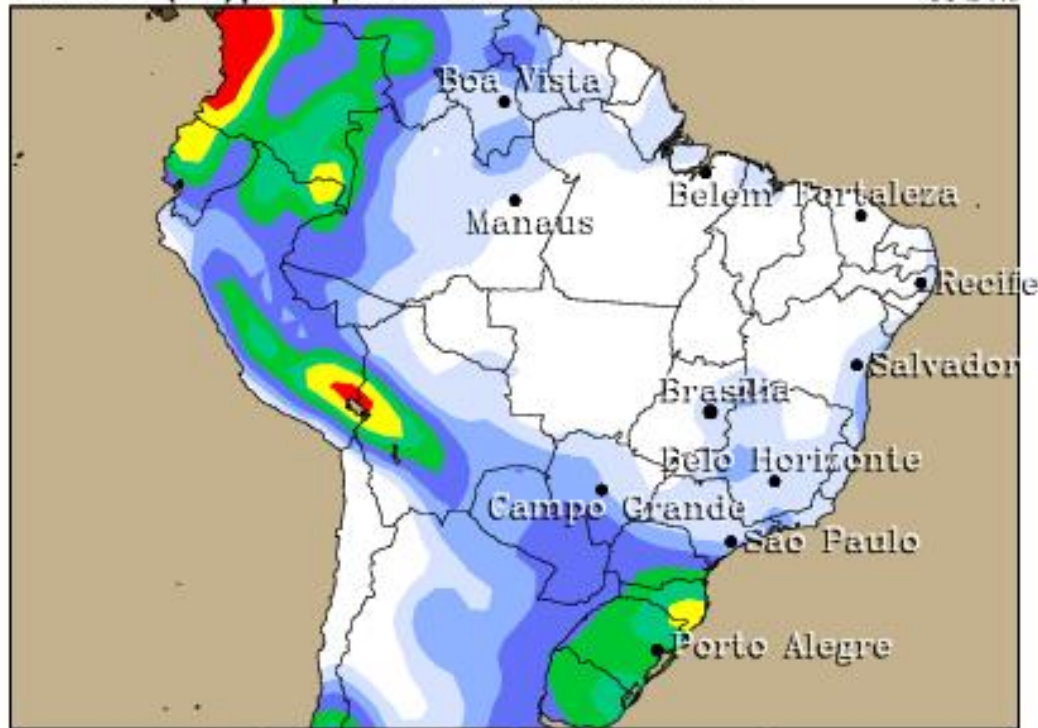 Boa Vista
Belem Fortaleza
Manaus
Recife
Salvador
Brasilia
Belo Horizonte
Campo Grande
Sao Paulo
Porto Alegre